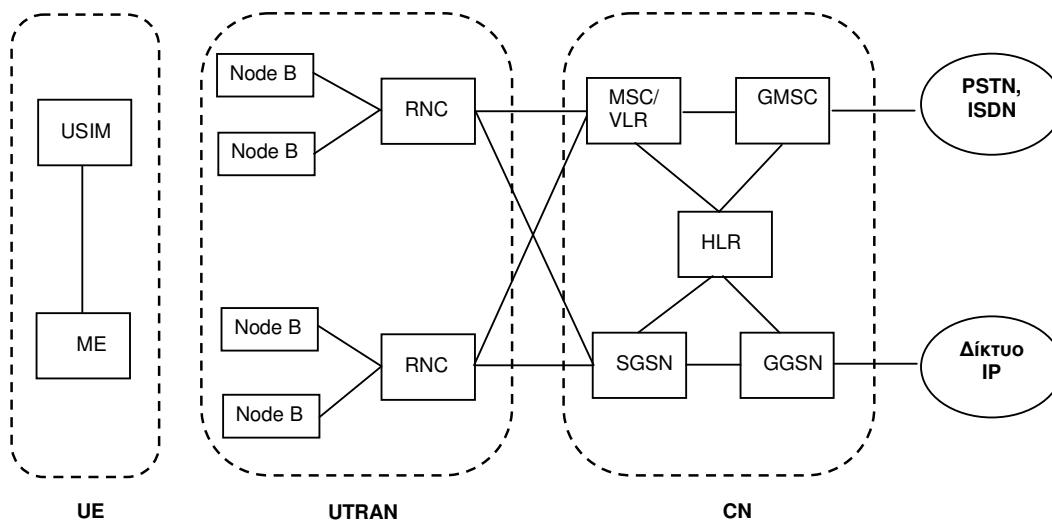 Node B
Node B
RNC
USIM
MSC/
VLR
GMSC
PSTN,
ISDN
HLR
Node B
Node B
RNC
ME
SGSN
GGSN
Δίκτυο
IP
UE
UTRAN
CN